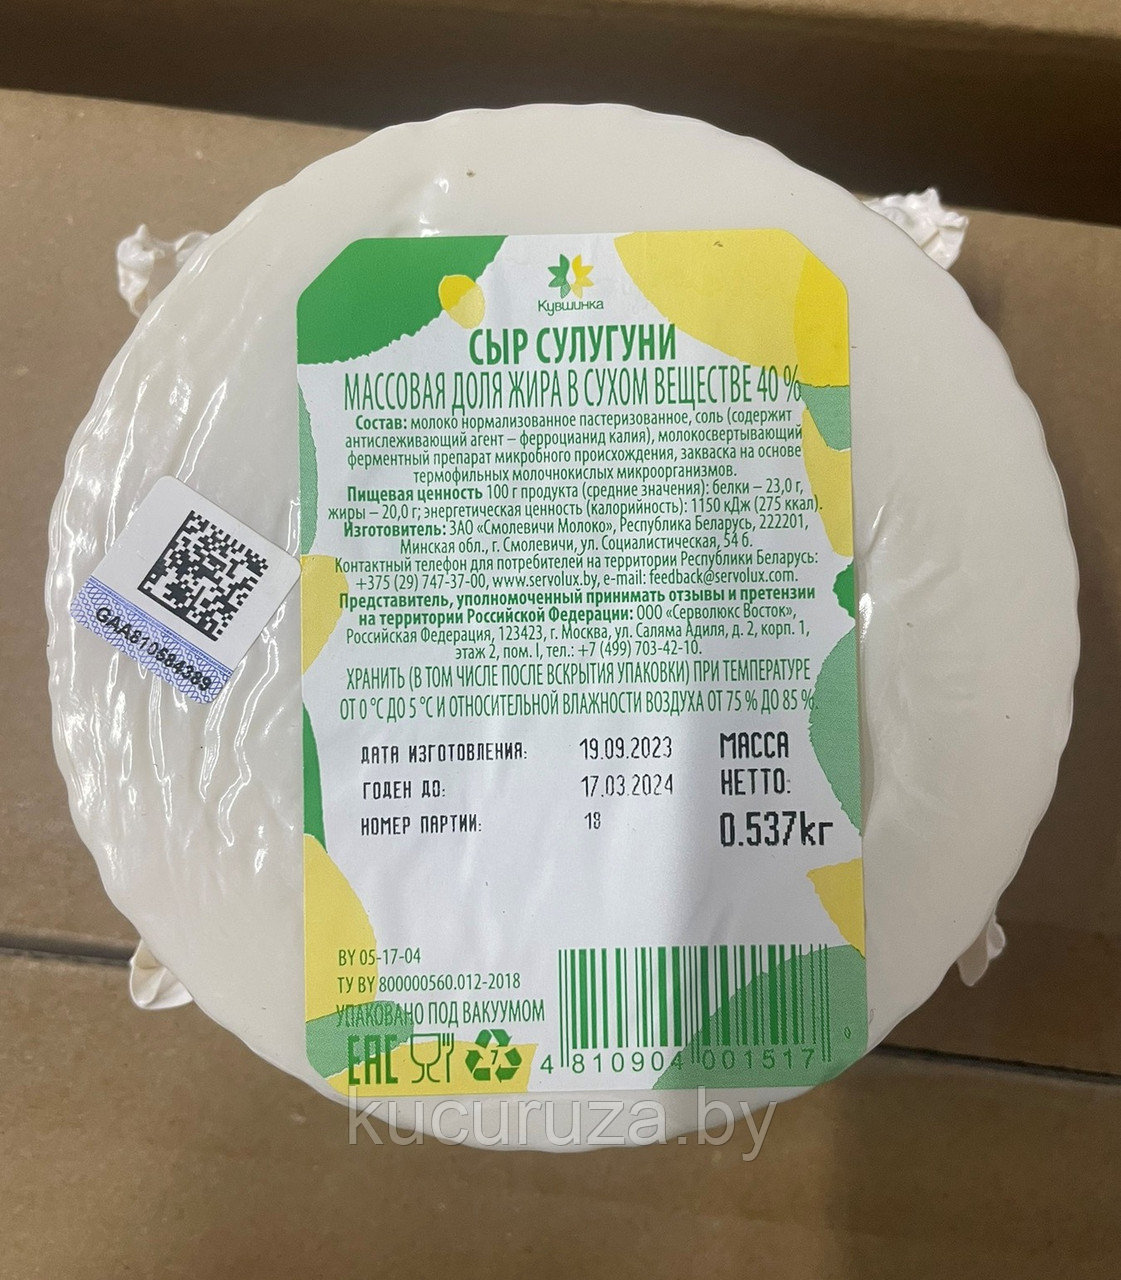 Кувшинка
СЫР СУЛУГУНИ
МАССОВАЯ ДОЛЯ ЖИРА В СУХОМ ВЕЩЕСТВЕ 40 %
Состав: молоко нормализованное пастеризованное, соль (содержит
антислеживающий агент – ферроцианид калия), молокосвертывающий
ферментный препарат микробного происхождения, закваска на основе
термофильных молочнокислых микроорганизмов.
Пищевая ценность 100 г продукта (средние значения): белки – 23,0 г,
жиры – 20,0 г; энергетическая ценность (калорийность): 1150 кДж (275 ккал).
Изготовитель: ЗАО «Смолевичи Молоко», Республика Беларусь, 222201,
Минская обл., г. Смолевичи, ул. Социалистическая, 54 б.
Контактный телефон для потребителей на территории Республики Беларусь:
+375 (29) 747-37-00, www.servolux.by, e-mail: feedback@servolux.com.
Представитель, уполномоченный принимать отзывы и претензии
на территории Российской Федерации: ООО «Серволюкс Восток»,
Российская Федерация, 123423, г. Москва, ул. Саляма Адиля, д. 2, корп. 1,
этаж 2, пом. I, тел.: +7 (499) 703-42-10.
ХРАНИТЬ (В ТОМ ЧИСЛЕ ПОСЛЕ ВСКРЫТИЯ УПАКОВКИ) ПРИ ТЕМПЕРАТУРЕ
ОТ 0 °С ДО 5 °С И ОТНОСИТЕЛЬНОЙ ВЛАЖНОСТИ ВОЗДУХА ОТ 75 % ДО 85 %.
GAA810584389
ДАТА ИЗГОТОВЛЕНИЯ: 19.09.2023
ГОДЕН ДО: 17.03.2024
НОМЕР ПАРТИИ: 18
МАССА
НЕТТО:
0.537кг
BY 05-17-04
ТУ BY 800000560.012-2018
УПАКОВАНО ПОД ВАКУУМОМ
EAC
7
4 810904 001517
0
kucuruza.by